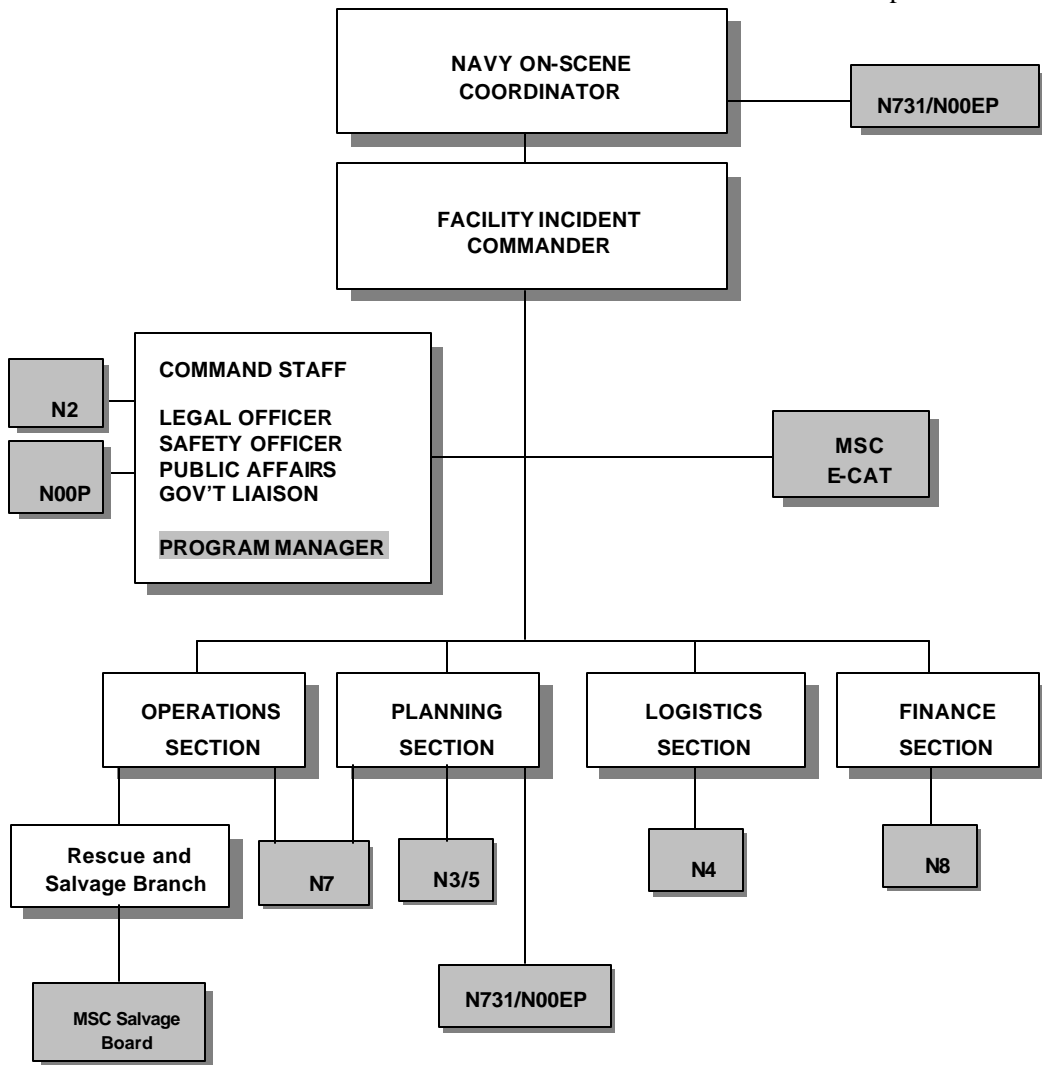 NAVY ON-SCENE
COORDINATOR
N731/N00EP
FACILITY INCIDENT
COMMANDER
COMMAND STAFF
N2
LEGAL OFFICER
SAFETY OFFICER
PUBLIC AFFAIRS
GOV'T LIAISON
N00P
MSC
E-CAT
PROGRAM MANAGER
OPERATIONS
SECTION
PLANNING
SECTION
LOGISTICS
SECTION
FINANCE
SECTION
Rescue and
Salvage Branch
N7
N3/5
N4
N8
N731/N00EP
MSC Salvage
Board